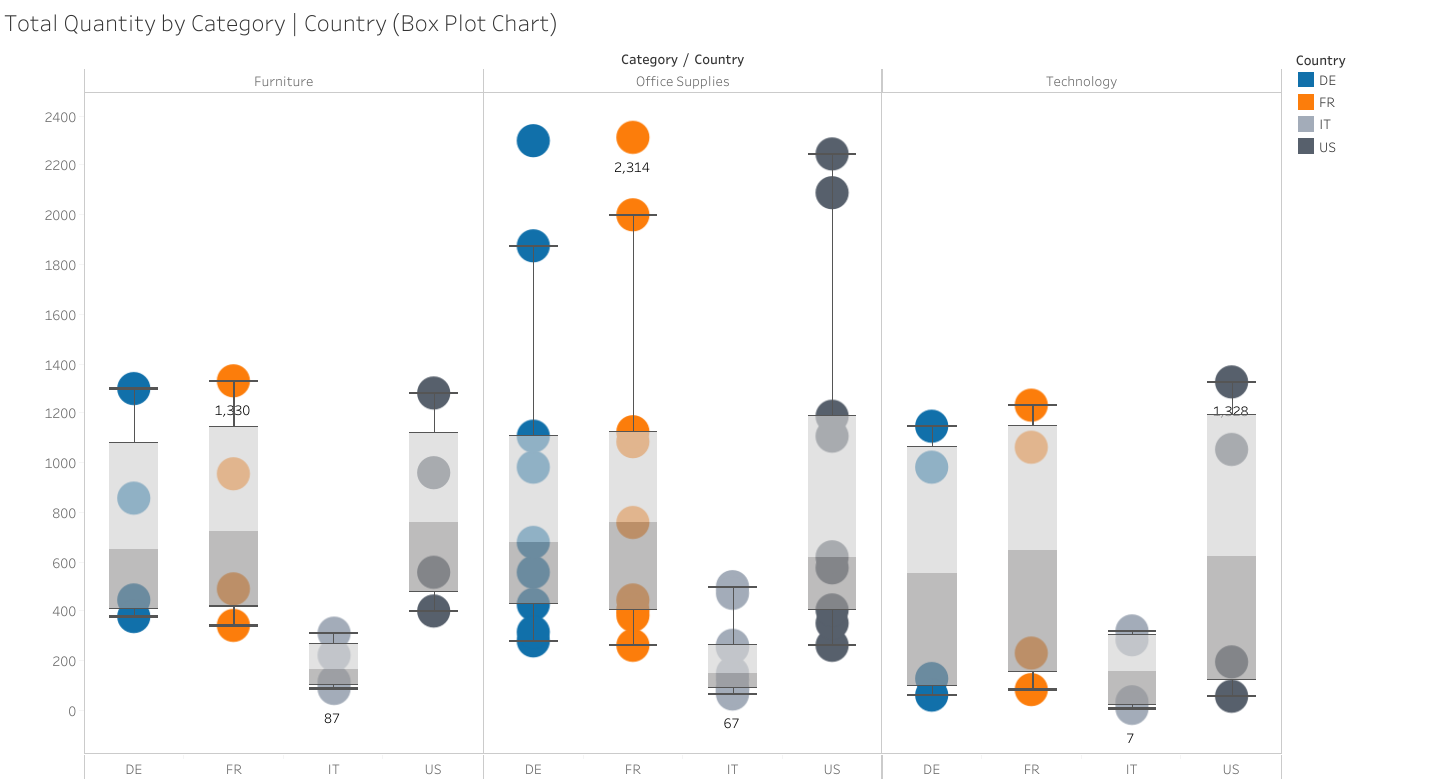 Total Quantity by Category | Country (Box Plot Chart)
Category / Country
Furniture
Office Supplies
Technology
Country
DE
FR
IT
US
2400
2200
2000
1800
1600
1400
1200
1000
800
600
400
200
0
2,314
1,330
1,328
87
67
7
DE
FR
IT
US
DE
FR
IT
US
DE
FR
IT
US